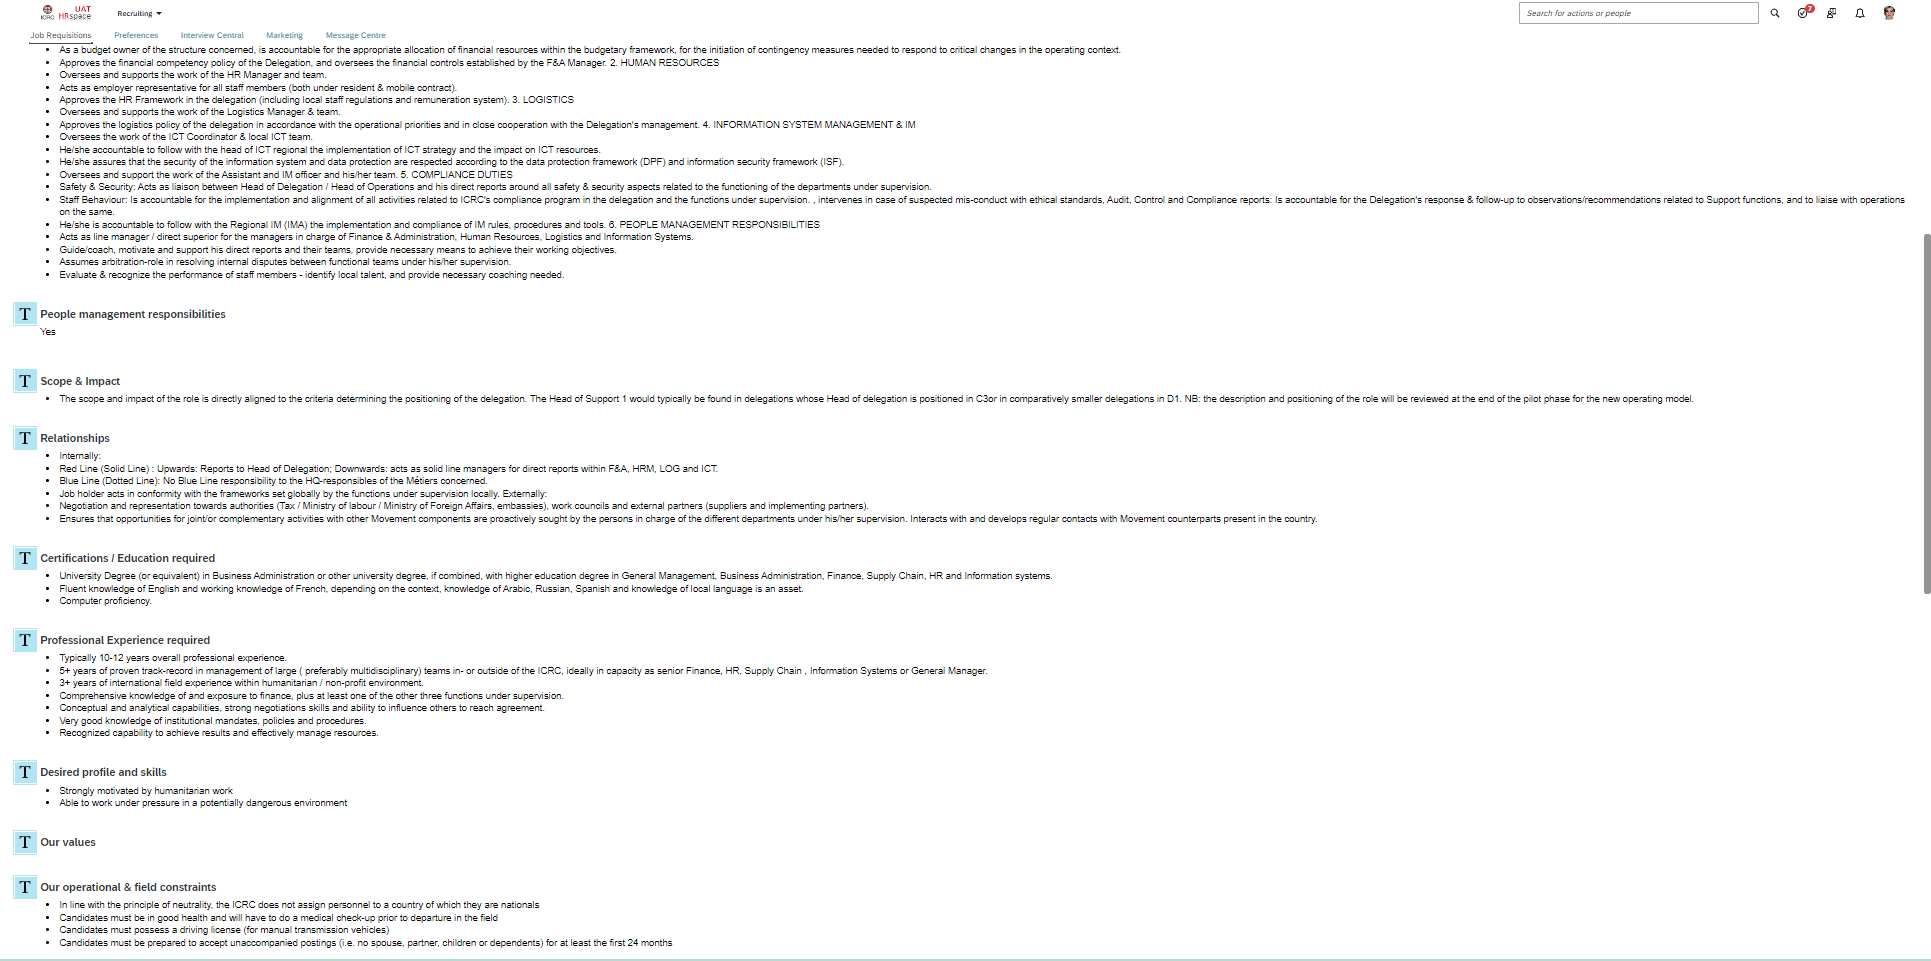 ICRC
UAT
HRspace
Recruiting
Search for actions or people
7
Job Requisitions
Preferences
Interview Central
Marketing
Message Centre
• As a budget owner of the structure concerned, is accountable for the appropriate allocation of financial resources within the budgetary framework, for the initiation of contingency measures needed to respond to critical changes in the operating context.
• Approves the financial competency policy of the Delegation, and oversees the financial controls established by the F&A Manager. 2. HUMAN RESOURCES
• Oversees and supports the work of the HR Manager and team.
• Acts as employer representative for all staff members (both under resident & mobile contract).
• Approves the HR Framework in the delegation (including local staff regulations and remuneration system). 3. LOGISTICS
• Oversees and supports the work of the Logistics Manager & team.
• Approves the logistics policy of the delegation in accordance with the operational priorities and in close cooperation with the Delegation's management. 4. INFORMATION SYSTEM MANAGEMENT & IM
• Oversees the work of the ICT Coordinator & local ICT team.
• He/she accountable to follow with the head of ICT regional the implementation of ICT strategy and the impact on ICT resources.
• He/she assures that the security of the information system and data protection are respected according to the data protection framework (DPF) and information security framework (ISF).
• Oversees and support the work of the Assistant and IM officer and his/her team. 5. COMPLIANCE DUTIES
• Safety & Security: Acts as liaison between Head of Delegation / Head of Operations and his direct reports around all safety & security aspects related to the functioning of the departments under supervision.
• Staff Behaviour: Is accountable for the implementation and alignment of all activities related to ICRC's compliance program in the delegation and the functions under supervision. , intervenes in case of suspected mis-conduct with ethical standards, Audit, Control and Compliance reports: Is accountable for the Delegation's response & follow-up to observations/recommendations related to Support functions, and to liaise with operations
on the same.
• He/she is accountable to follow with the Regional IM (IMA) the implementation and compliance of IM rules, procedures and tools. 6. PEOPLE MANAGEMENT RESPONSIBILITIES
• Acts as line manager / direct superior for the managers in charge of Finance & Administration, Human Resources, Logistics and Information Systems.
• Guide/coach, motivate and support his direct reports and their teams, provide necessary means to achieve their working objectives.
• Assumes arbitration-role in resolving internal disputes between functional teams under his/her supervision.
• Evaluate & recognize the performance of staff members - identify local talent, and provide necessary coaching needed.
T People management responsibilities
Yes
T Scope & Impact
• The scope and impact of the role is directly aligned to the criteria determining the positioning of the delegation. The Head of Support 1 would typically be found in delegations whose Head of delegation is positioned in C3or in comparatively smaller delegations in D1. NB: the description and positioning of the role will be reviewed at the end of the pilot phase for the new operating model.
T Relationships
• Internally:
• Red Line (Solid Line) : Upwards: Reports to Head of Delegation; Downwards: acts as solid line managers for direct reports within F&A, HRM, LOG and ICT.
• Blue Line (Dotted Line): No Blue Line responsibility to the HQ-responsibles of the Métiers concerned.
• Job holder acts in conformity with the frameworks set globally by the functions under supervision locally. Externally:
• Negotiation and representation towards authorities (Tax / Ministry of labour / Ministry of Foreign Affairs, embassies), work councils and external partners (suppliers and implementing partners).
• Ensures that opportunities for joint/or complementary activities with other Movement components are proactively sought by the persons in charge of the different departments under his/her supervision. Interacts with and develops regular contacts with Movement counterparts present in the country.
T Certifications / Education required
• University Degree (or equivalent) in Business Administration or other university degree, if combined, with higher education degree in General Management, Business Administration, Finance, Supply Chain, HR and Information systems.
• Fluent knowledge of English and working knowledge of French, depending on the context, knowledge of Arabic, Russian, Spanish and knowledge of local language is an asset.
• Computer proficiency.
T Professional Experience required
• Typically 10-12 years overall professional experience.
• 5+ years of proven track-record in management of large ( preferably multidisciplinary) teams in- or outside of the ICRC, ideally in capacity as senior Finance, HR, Supply Chain , Information Systems or General Manager.
• 3+ years of international field experience within humanitarian / non-profit environment.
• Comprehensive knowledge of and exposure to finance, plus at least one of the other three functions under supervision.
• Conceptual and analytical capabilities, strong negotiations skills and ability to influence others to reach agreement.
• Very good knowledge of institutional mandates, policies and procedures.
• Recognized capability to achieve results and effectively manage resources.
T Desired profile and skills
• Strongly motivated by humanitarian work
• Able to work under pressure in a potentially dangerous environment
T Our values
T Our operational & field constraints
• In line with the principle of neutrality, the ICRC does not assign personnel to a country of which they are nationals
• Candidates must be in good health and will have to do a medical check-up prior to departure in the field
• Candidates must possess a driving license (for manual transmission vehicles)
• Candidates must be prepared to accept unaccompanied postings (i.e. no spouse, partner, children or dependents) for at least the first 24 months